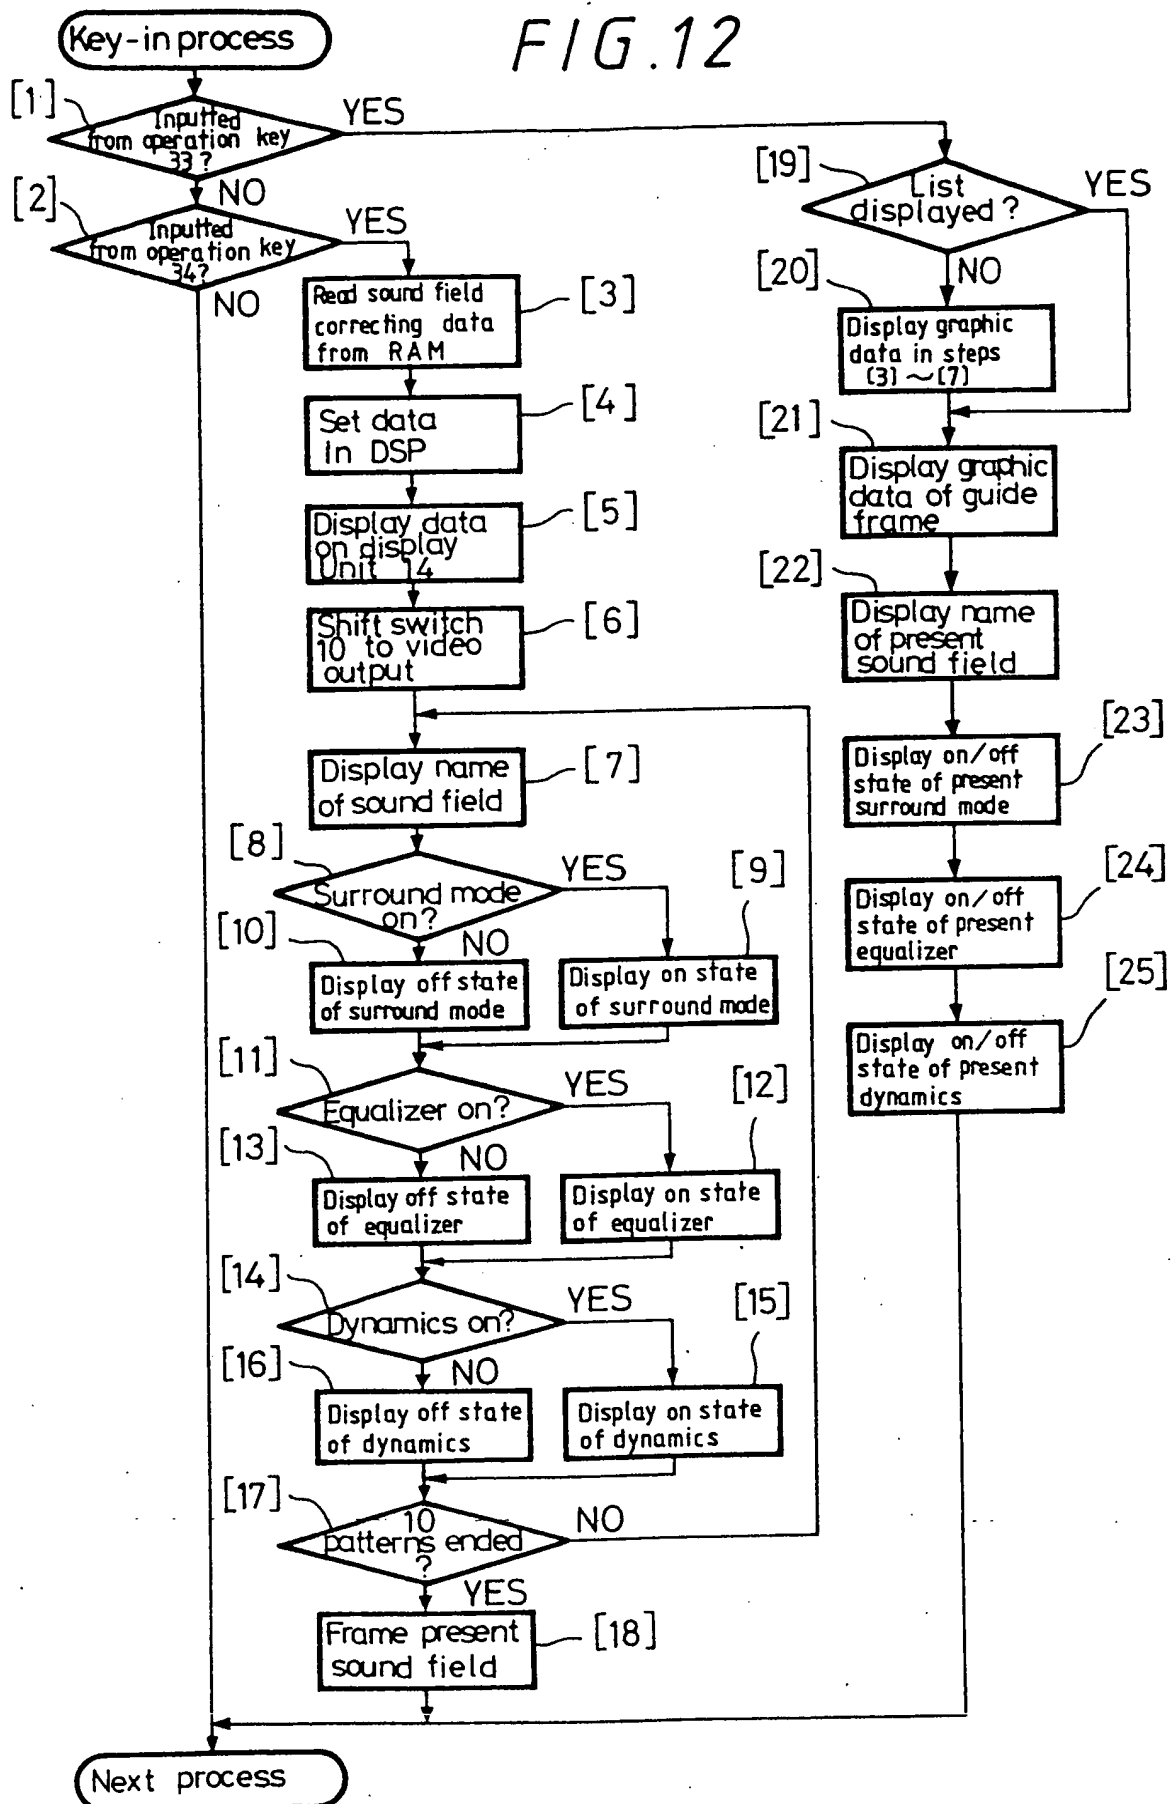 FIG.12
Key-in process
[1]
Inputted
from operation key
33?
YES
NO
[2]
Inputted
from operation key
34?
YES
NO
Read sound field
correcting data
from RAM
[3]
Set data
In DSP
[4]
Display data
on display
Unit 14
[5]
Shift switch
10 to video
output
[6]
Display name
of sound field
[7]
[8]
Surround mode
on?
YES
NO
[9]
Display on state
of surround mode
[10]
Display off state
of surround mode
[11]
Equalizer on?
YES
NO
[12]
Display on state
of equalizer
[13]
Display off state
of equalizer
[14]
Dynamics on?
YES
NO
[15]
Display on state
of dynamics
[16]
Display off state
of dynamics
[17]
10
patterns ended
?
NO
YES
Frame present
sound field
[18]
[19]
List
displayed?
YES
NO
[20]
Display graphic
data in steps
[3]~[7]
[21]
Display graphic
data of guide
frame
[22]
Display name
of present
sound field
[23]
Display on/off
state of present
surround mode
[24]
Display on/off
state of present
equalizer
[25]
Display on/off
state of present
dynamics
Next process